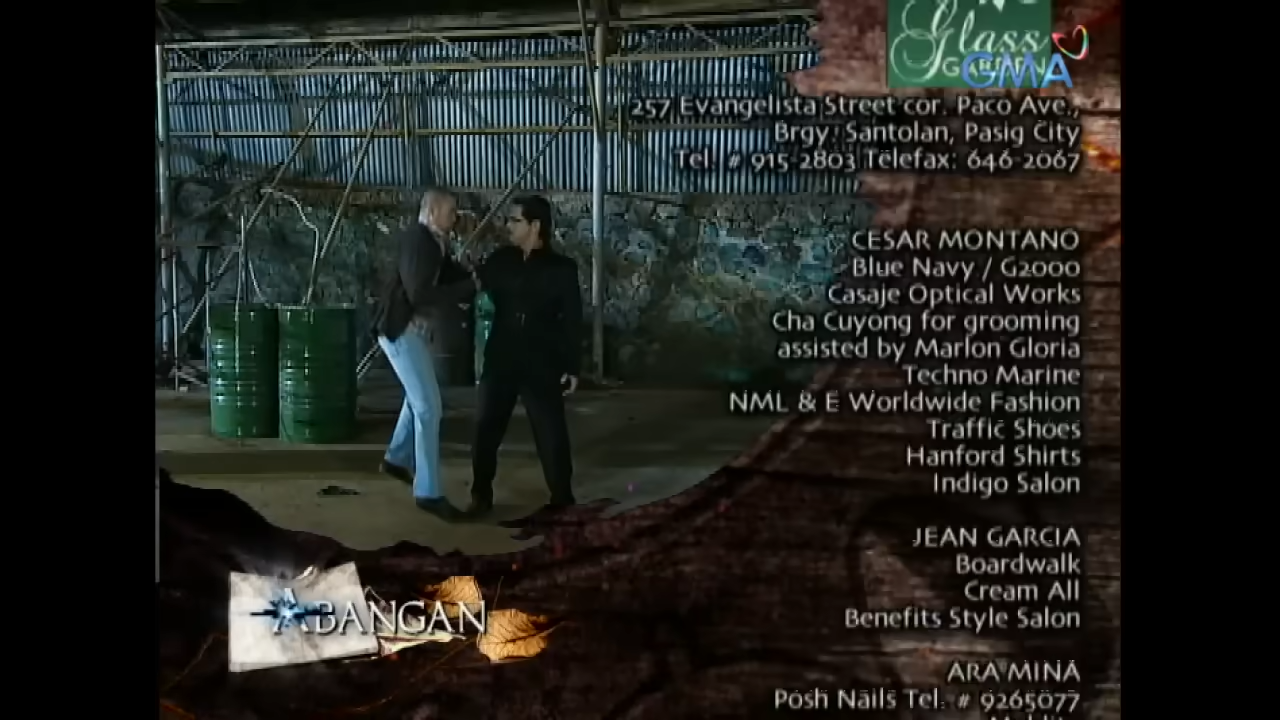 Glass
GARDEN
GMA
257 Evangelista Street cor. Paco Ave.,
Brgy. Santolan, Pasig City
Tel. # 915-2803 Telefax: 646-2067
CESAR MONTANO
Blue Navy / G2000
Casaje Optical Works
Cha Cuyong for grooming
assisted by Marlon Gloria
Techno Marine
NML & E Worldwide Fashion
Traffic Shoes
Hanford Shirts
Indigo Salon
JEAN GARCIA
Boardwalk
Cream All
Benefits Style Salon
ABANGAN
ARA MINA
Posh Nails Tel. # 9265077